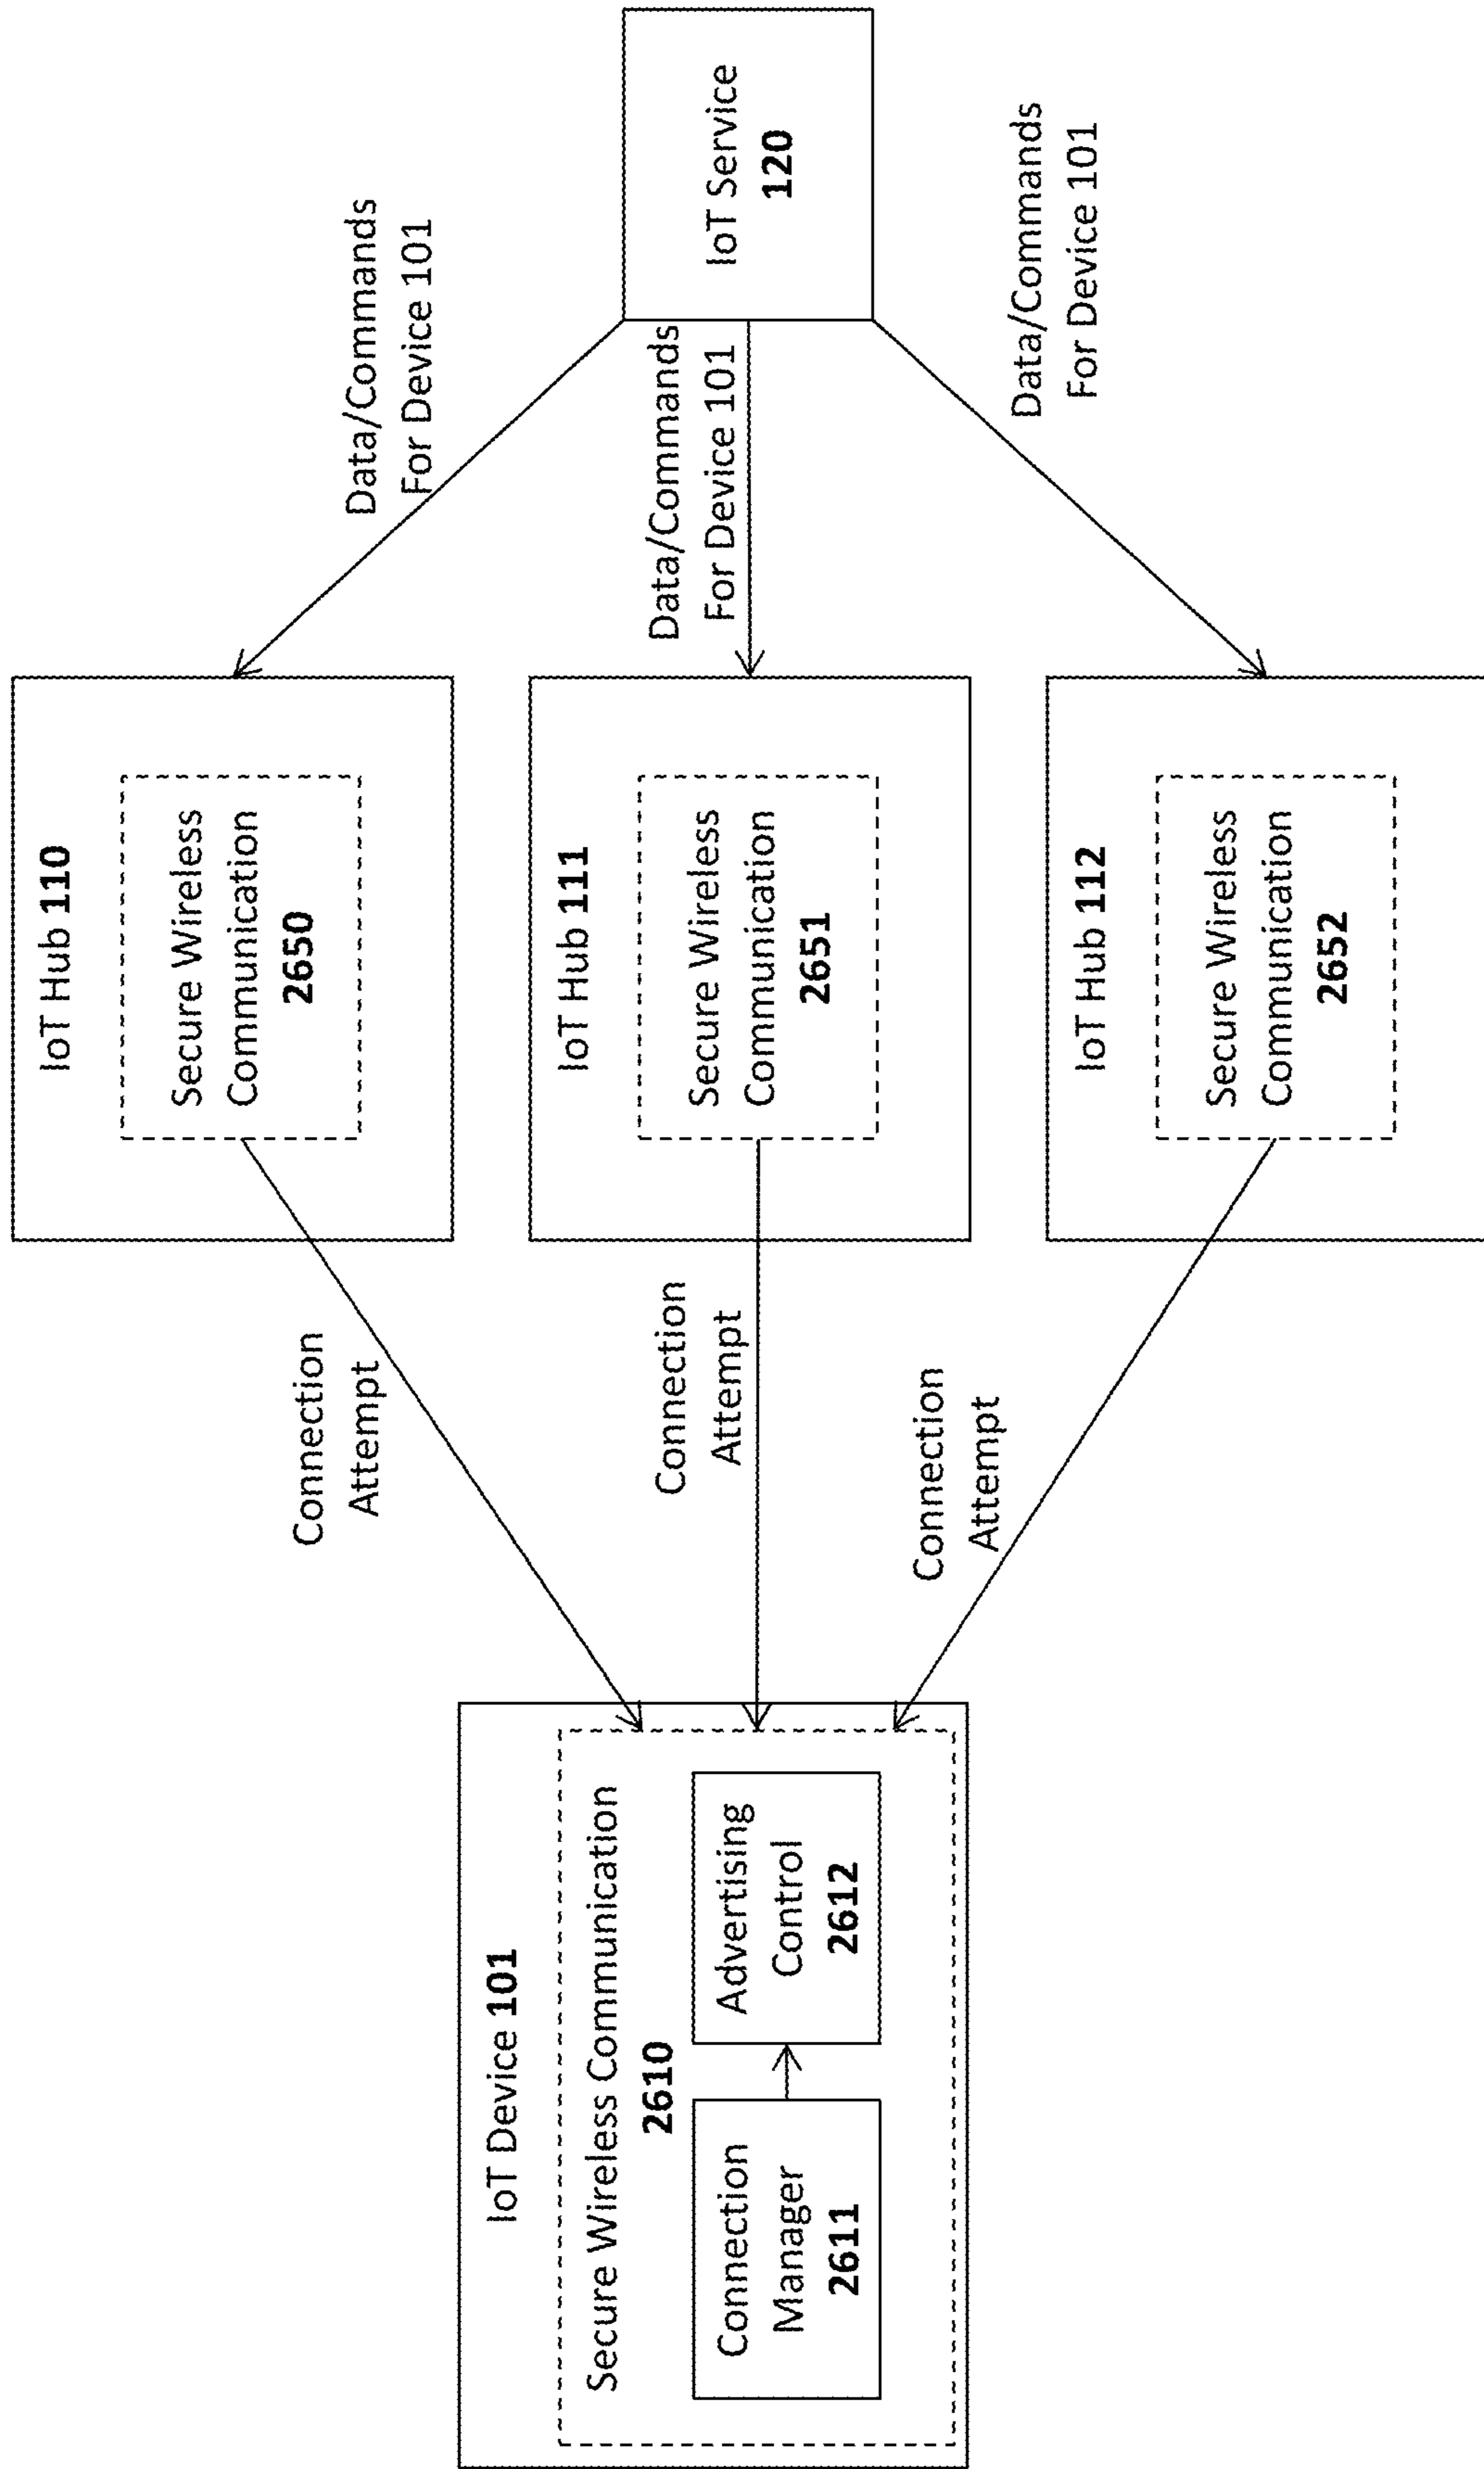 IoT Device 101
Secure Wireless Communication
2610
Connection
Manager
2611
Advertising
Control
2612
Connection
Attempt
Connection
Attempt
Connection
Attempt
IoT Hub 110
Secure Wireless
Communication
2650
IoT Hub 111
Secure Wireless
Communication
2651
IoT Hub 112
Secure Wireless
Communication
2652
Data/Commands
For Device 101
Data/Commands
For Device 101
Data/Commands
For Device 101
IoT Service
120